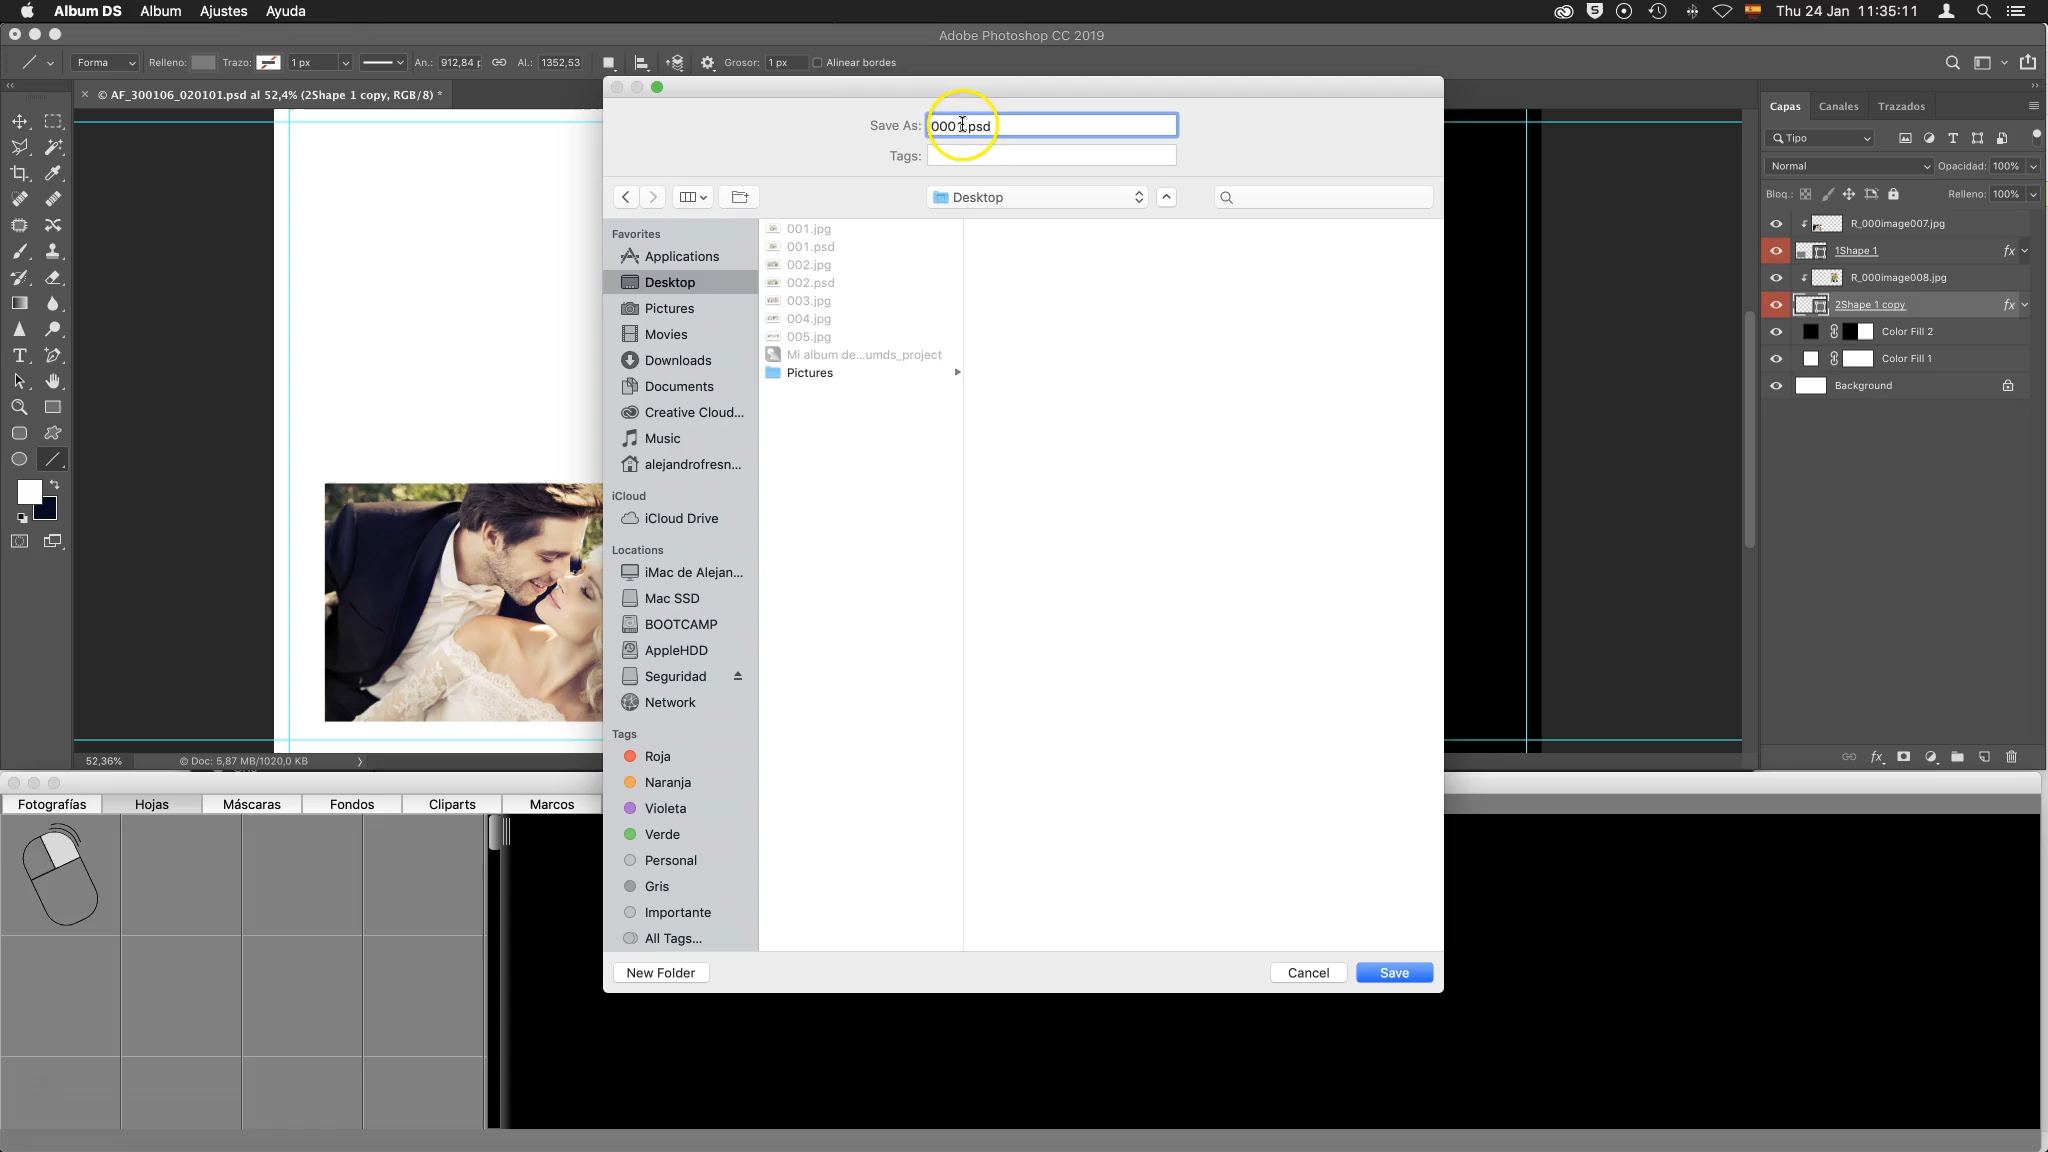 Album DS Album Ajustes Ayuda Thu 24 Jan 11:35:11
Adobe Photoshop CC 2019
Forma Relleno: Trazo: 1 px An.: 912,84 p Al.: 1352,53 Grosor: 1 px Alinear bordes
© AF_300106_020101.psd al 52,4% (2Shape 1 copy, RGB/8) *
Save As: 000 .psd
Tags:
Desktop
Favorites
Applications
Desktop
Pictures
Movies
Downloads
Documents
Creative Cloud...
Music
alejandrofresn...
iCloud
iCloud Drive
Locations
iMac de Alejan...
Mac SSD
BOOTCAMP
AppleHDD
Seguridad
Network
Tags
Roja
Naranja
Violeta
Verde
Personal
Gris
Importante
All Tags...
001.jpg
001.psd
002.jpg
002.psd
003.jpg
004.jpg
005.jpg
Mi album de...umds_project
Pictures
New Folder Cancel Save
Capas Canales Trazados
Tipo
Normal Opacidad: 100%
Bloq.: Relleno: 100%
R_000image007.jpg
1Shape 1 fx
R_000image008.jpg
2Shape 1 copy fx
Color Fill 2
Color Fill 1
Background
fx
52,36% © Doc: 5,87 MB/1020,0 KB
Fotografías Hojas Máscaras Fondos Cliparts Marcos